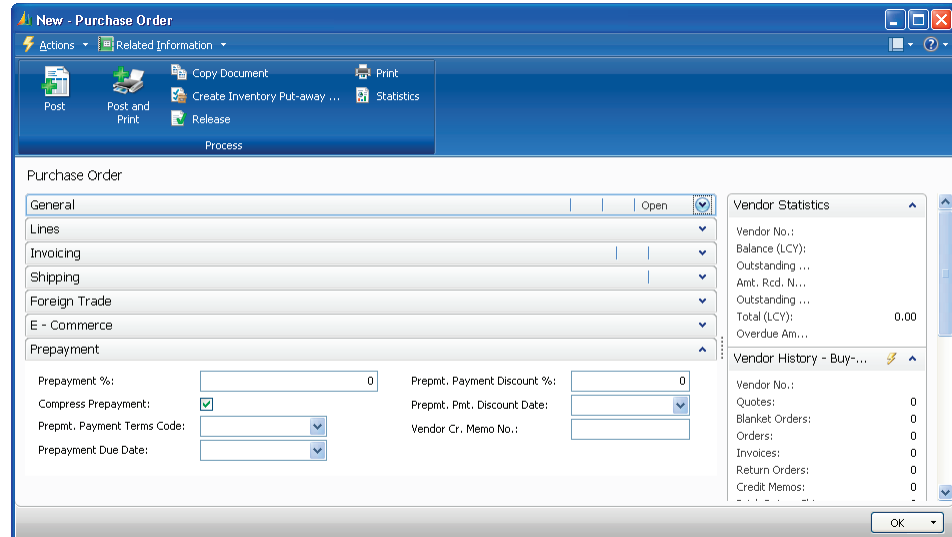 New - Purchase Order
Actions Related Information
Post
Post and Print
Copy Document
Create Inventory Put-away ...
Release
Print
Statistics
Process
Purchase Order
General Open
Lines
Invoicing
Shipping
Foreign Trade
E - Commerce
Prepayment
Prepayment %: 0
Compress Prepayment:
Prepmt. Payment Terms Code:
Prepayment Due Date:
Prepmt. Payment Discount %: 0
Prepmt. Pmt. Discount Date:
Vendor Cr. Memo No.:
Vendor Statistics
Vendor No.:
Balance (LCY):
Outstanding ...
Amt. Rcd. N...
Outstanding ...
Total (LCY): 0.00
Overdue Am...
Vendor History - Buy-...
Vendor No.:
Quotes: 0
Blanket Orders: 0
Orders: 0
Invoices: 0
Return Orders: 0
Credit Memos: 0
OK